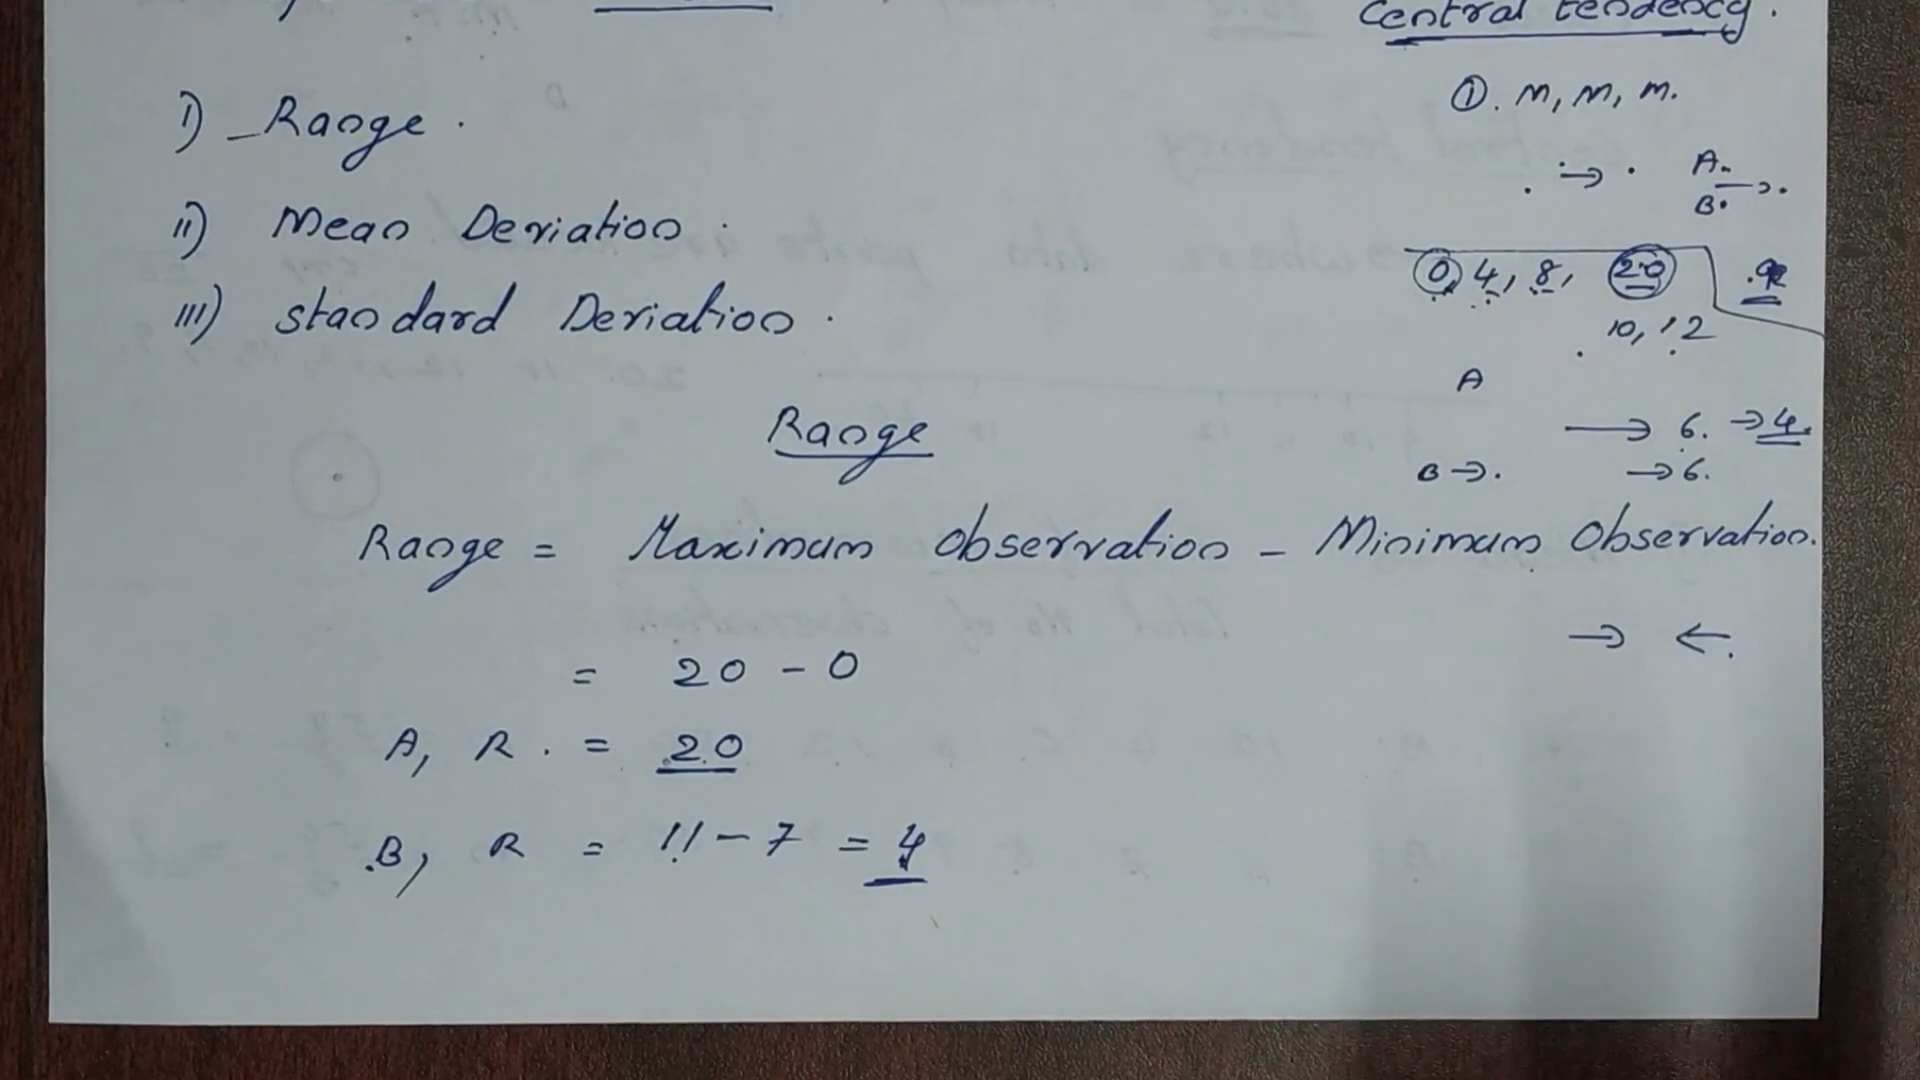 Central tendency.
①. M, M, M.
i) Range.
. → . A.
B. → .
ii) Mean Deviation.
0, 4, 8, 20
10, 12
iii) Standard Deviation.
A
Range
→ 6. → 4.
B → . → 6.
Range = Maximum Observation - Minimum Observation.
→ ←.
= 20 - 0
A, R. = 20
B, R = 11 - 7 = 4